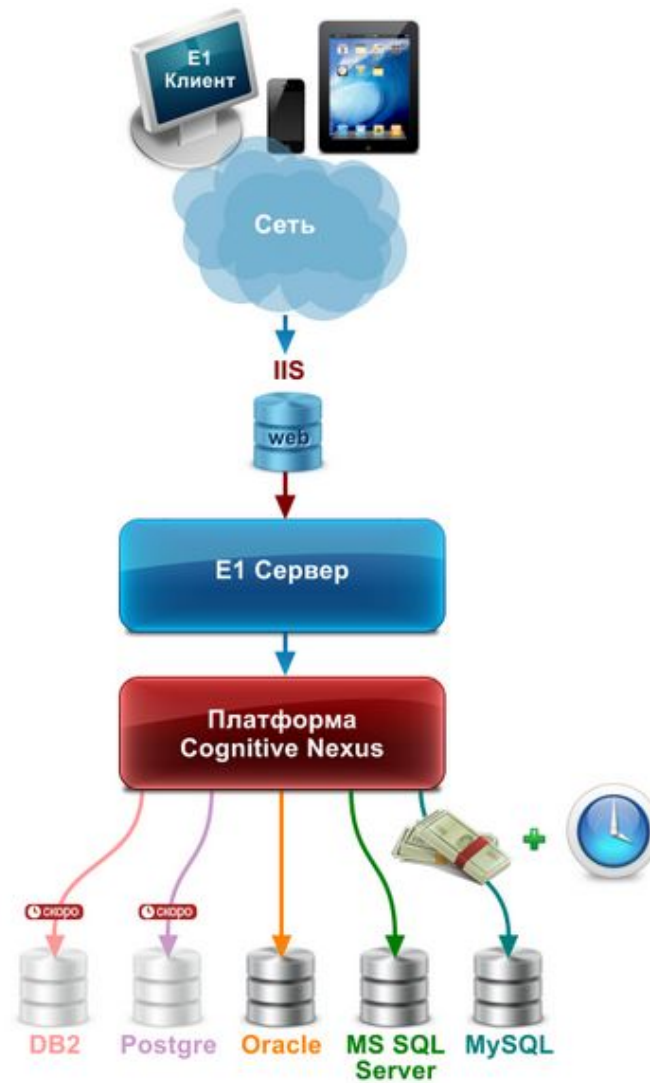 E1
Клиент
Сеть
IIS
web
E1 Сервер
Платформа
Cognitive Nexus
скоро
скоро
DB2
Postgre
Oracle
MS SQL
Server
MySQL